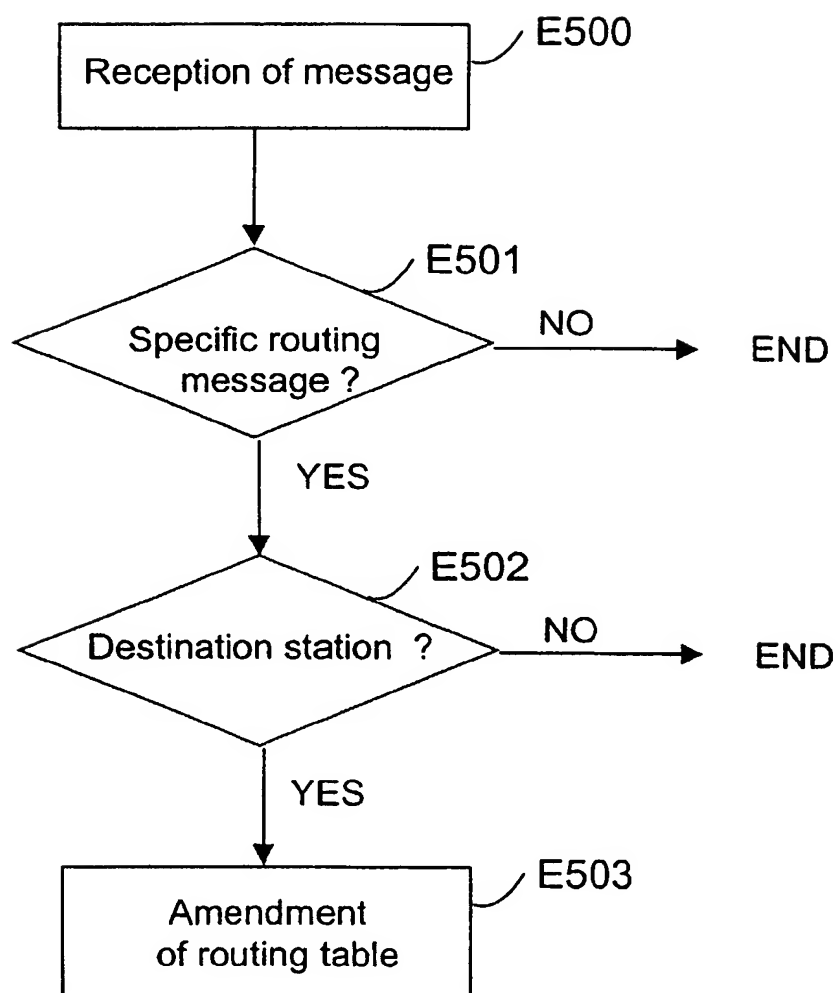 E500
Reception of message
E501
Specific routing
message ?
NO
END
YES
E502
Destination station ?
NO
END
YES
E503
Amendment
of routing table